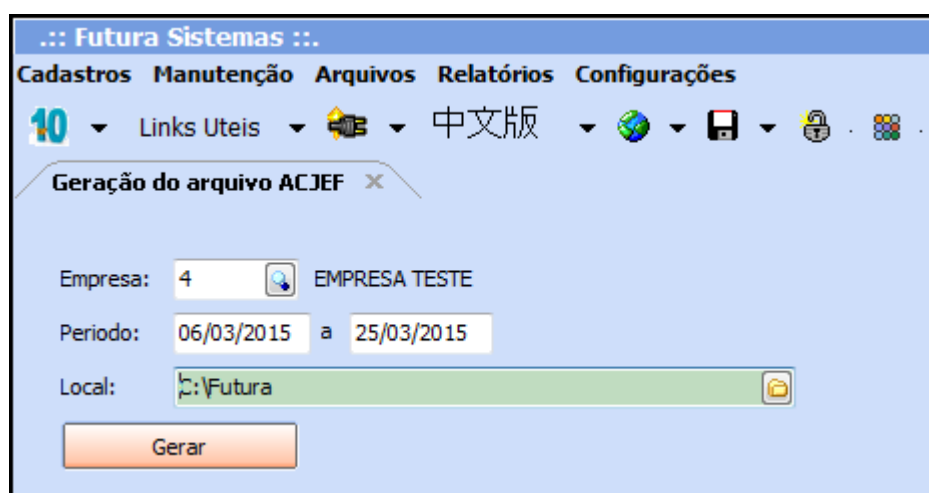 .:: Futura Sistemas ::.
Cadastros Manutenção Arquivos Relatórios Configurações
10 Links Uteis 中文版
Geração do arquivo ACJEF
Empresa: 4 EMPRESA TESTE
Periodo: 06/03/2015 a 25/03/2015
Local: C:\Futura
Gerar